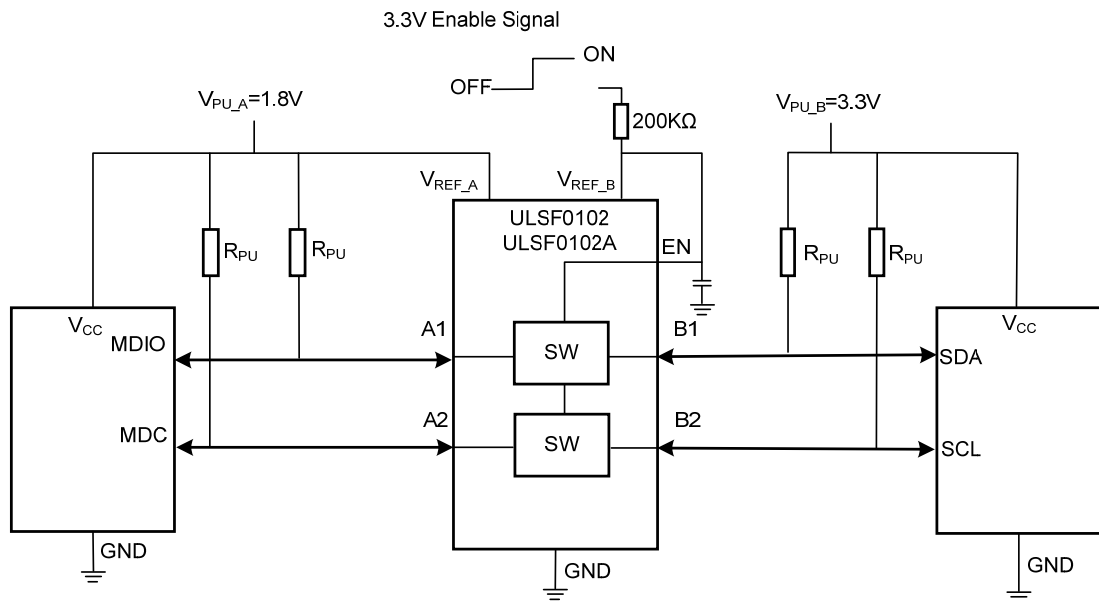 3.3V Enable Signal
ON
OFF
V_PU_A=1.8V
V_PU_B=3.3V
200KΩ
V_REF_A
V_REF_B
ULSF0102
ULSF0102A
EN
R_PU
R_PU
R_PU
R_PU
V_CC
V_CC
MDIO
A1
SW
B1
SDA
MDC
A2
SW
B2
SCL
GND
GND
GND